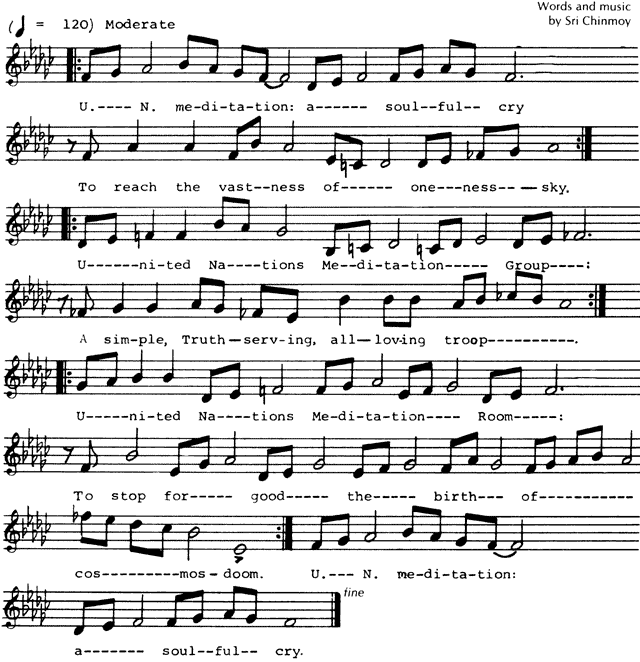 Words and music
by Sri Chinmoy
(♩ = 120) Moderate
U.---- N. me-di-ta-tion: a------ soul--ful-- cry
To reach the vast--ness of------ one--ness-----sky.
U------ni-ted Na----tions Me--di-ta-tion----- Group----:
A sim-ple, Truth-serv-ing, all-loving troop----------.
U-----ni-ted Na----tions Me-di-ta-tion---- Room-----:
To stop for----- good----- the----- birth--- of----------
cos---------mos-doom. U.--- N. me-di-ta-tion:
fine
a------- soul--ful-- cry.